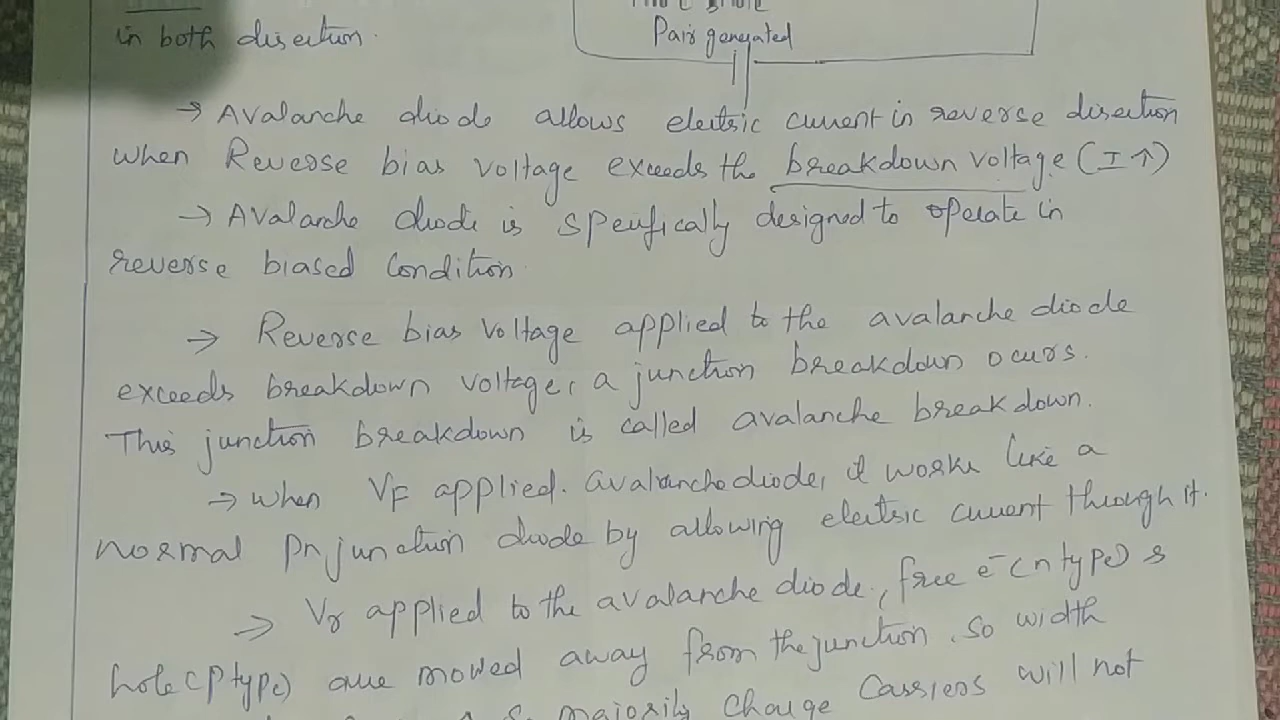 in both direction.
Pair generated
→ Avalanche diode allows electric current in reverse direction
when Reverse bias voltage exceeds the breakdown voltage (I↑)
→ Avalanche diode is specifically designed to operate in
reverse biased condition
→ Reverse bias voltage applied to the avalanche diode
exceeds breakdown voltage, a junction breakdown ocurs.
This junction breakdown is called avalanche breakdown.
→ when VF applied. avalanche diode, it works like a
normal pn junction diode by allowing electric current through it.
→ Vr applied to the avalanche diode, free e⁻ (n type) &
hole (p type) are moved away from the junction. so width
majority charge carriers will not